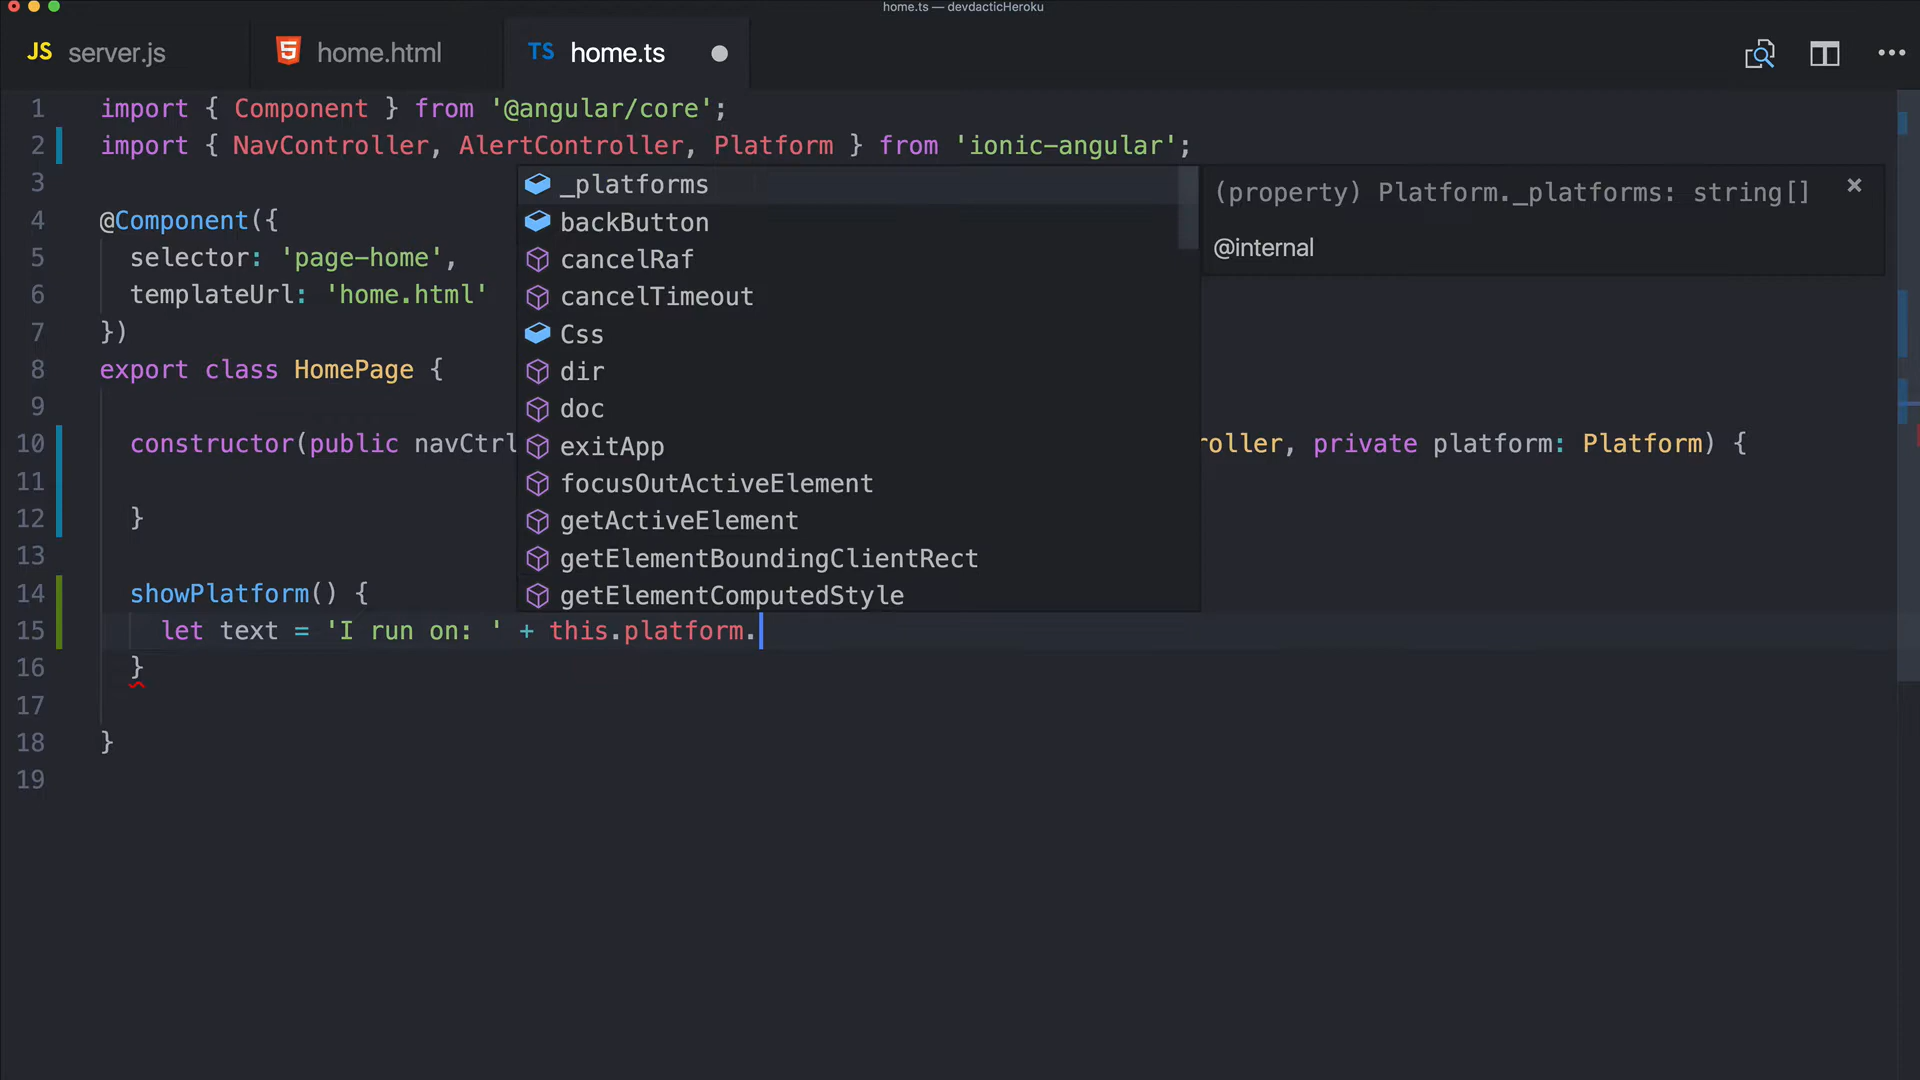 home.ts — devdacticHeroku
JS server.js
home.html
TS home.ts
1 import { Component } from '@angular/core';
2 import { NavController, AlertController, Platform } from 'ionic-angular';
3
4 @Component({
5 selector: 'page-home',
6 templateUrl: 'home.html'
7 })
8 export class HomePage {
9
10 constructor(public navCtrl roller, private platform: Platform) {
11
12 }
13
14 showPlatform() {
15 let text = 'I run on: ' + this.platform.
16 }
17
18 }
19
_platforms
backButton
cancelRaf
cancelTimeout
Css
dir
doc
exitApp
focusOutActiveElement
getActiveElement
getElementBoundingClientRect
getElementComputedStyle
(property) Platform._platforms: string[]
@internal